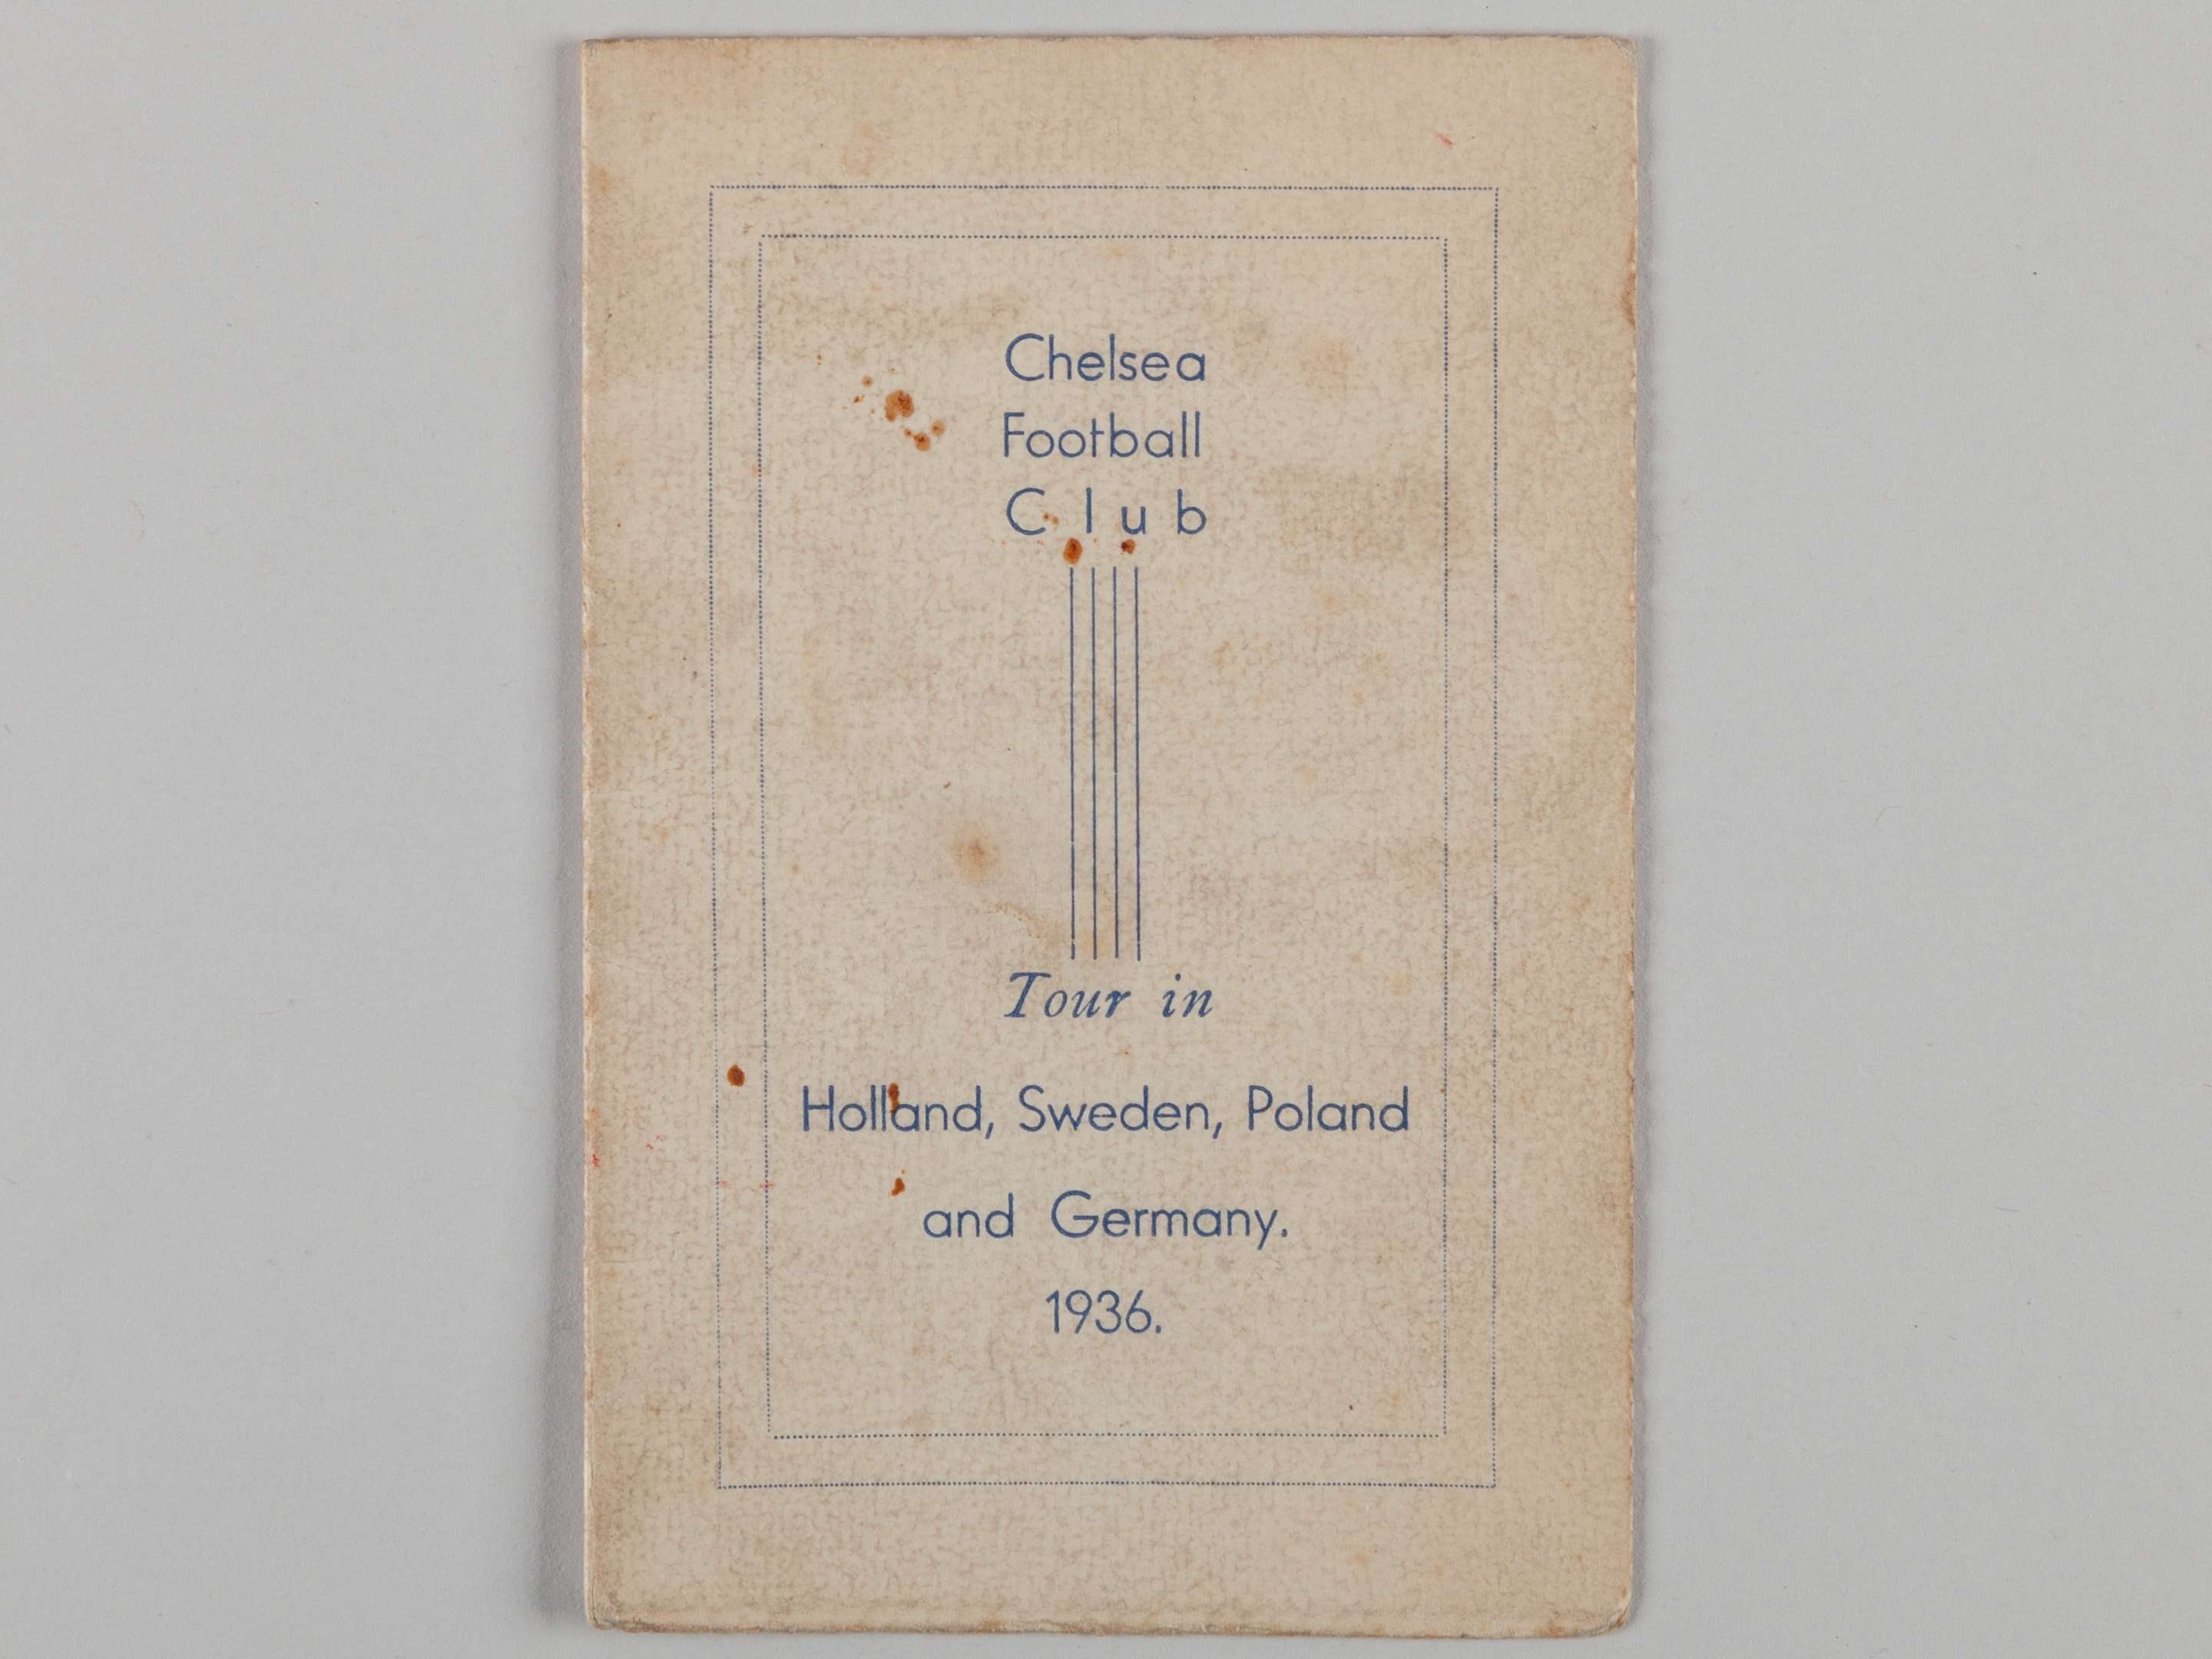 Chelsea
Football
Club
Tour in
Holland, Sweden, Poland
and Germany.
1936.